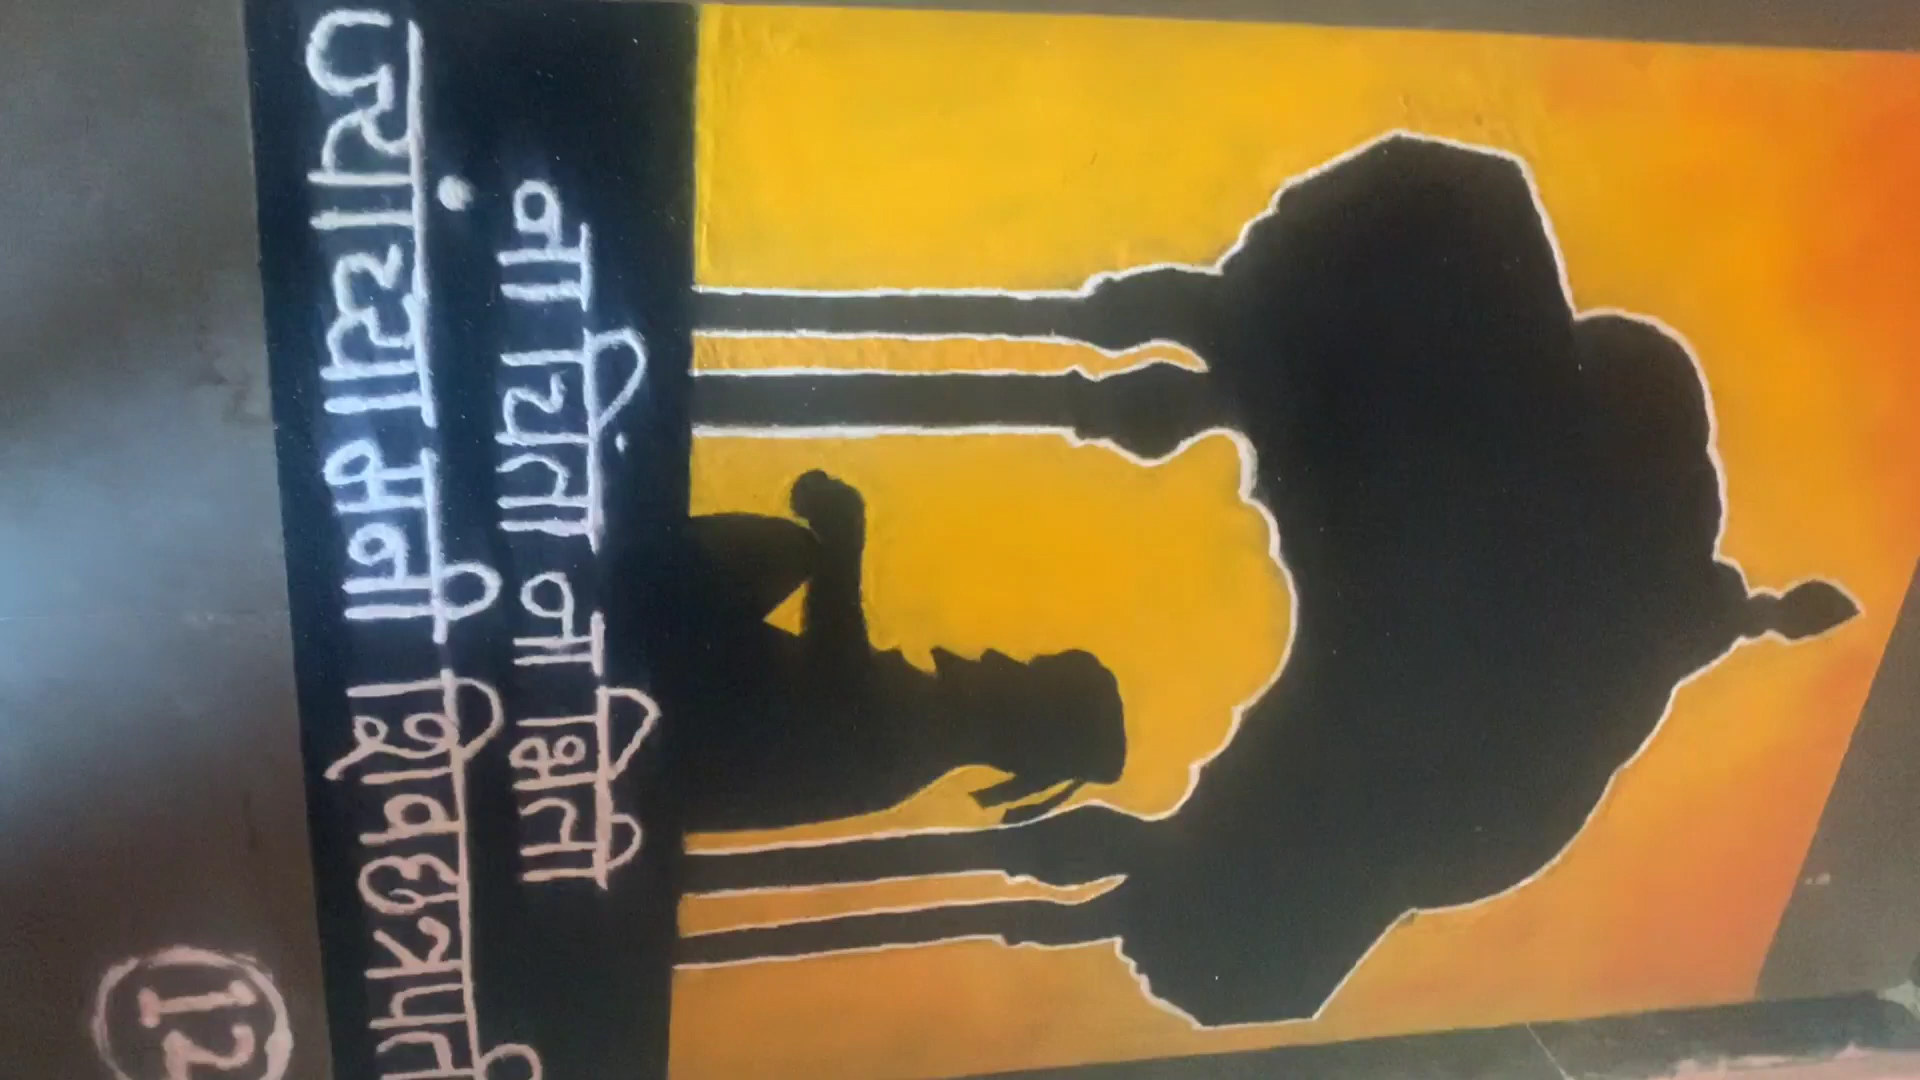 ना चिंता ना भिती
ज्यांच्या मनी शिवछत्रपती
12